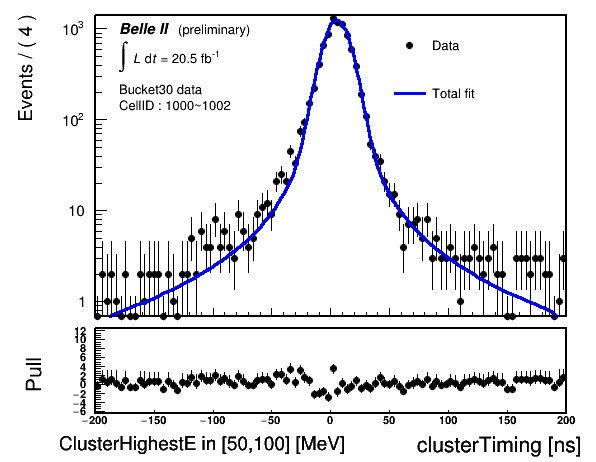 Events / ( 4 )
10³
10²
10
1
Belle II (preliminary)
∫ L dt = 20.5 fb⁻¹
Bucket30 data
CellID : 1000~1002
Data
Total fit
Pull
12
10
8
6
4
2
0
−2
−4
−6
−200 −150 −100 −50 0 50 100 150 200
ClusterHighestE in [50,100] [MeV] clusterTiming [ns]